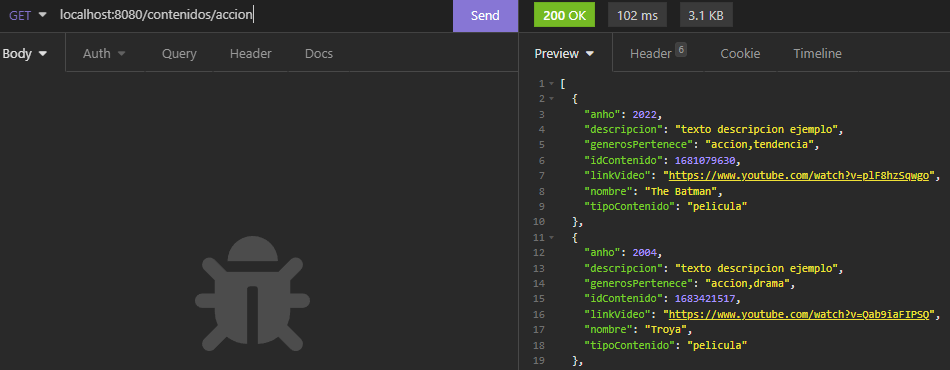 GET localhost:8080/contenidos/accion Send 200 OK 102 ms 3.1 KB
Body Auth Query Header Docs Preview Header 6 Cookie Timeline
1 [
2 {
3 "anho": 2022,
4 "descripcion": "texto descripcion ejemplo",
5 "generosPertenece": "accion,tendencia",
6 "idContenido": 1681079630,
7 "linkVideo": "https://www.youtube.com/watch?v=plF8hzSqwgo",
8 "nombre": "The Batman",
9 "tipoContenido": "pelicula"
10 },
11 {
12 "anho": 2004,
13 "descripcion": "texto descripcion ejemplo",
14 "generosPertenece": "accion,drama",
15 "idContenido": 1683421517,
16 "linkVideo": "https://www.youtube.com/watch?v=Qab9iaFIPSQ",
17 "nombre": "Troya",
18 "tipoContenido": "pelicula"
19 },